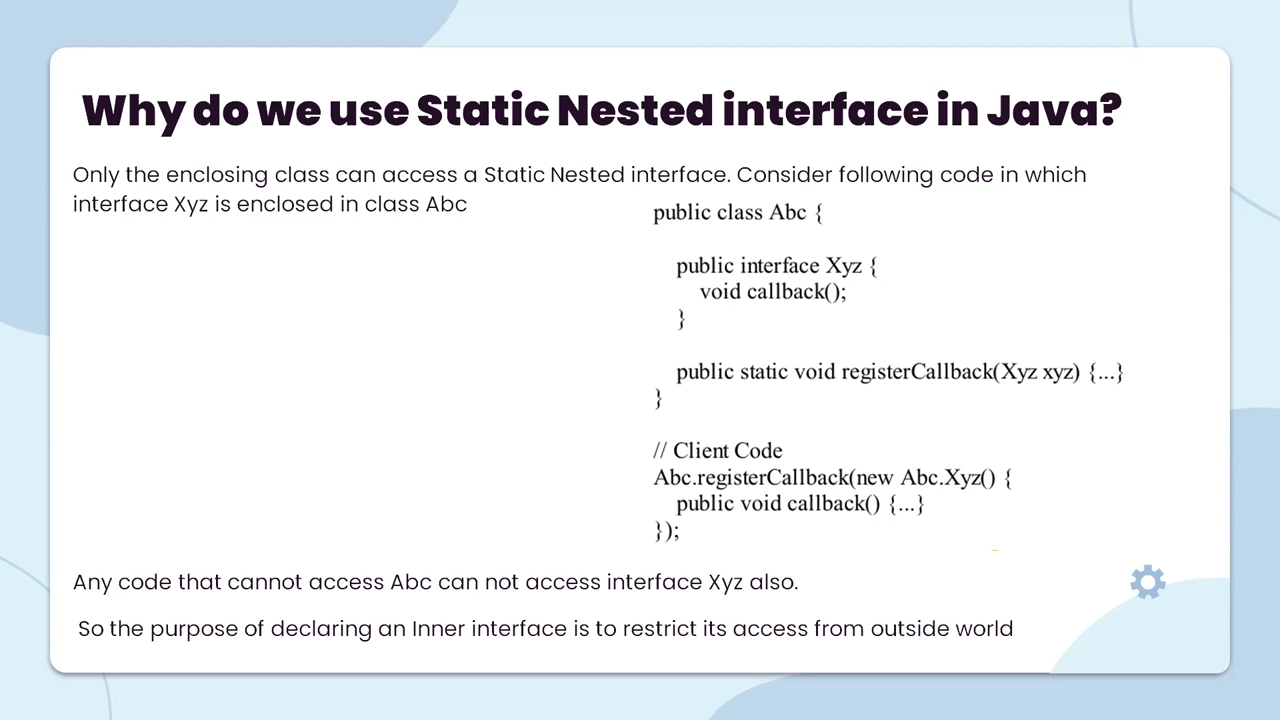 Why do we use Static Nested interface in Java?
Only the enclosing class can access a Static Nested interface. Consider following code in which
interface Xyz is enclosed in class Abc
public class Abc {
public interface Xyz {
void callback();
}
public static void registerCallback(Xyz xyz) {...}
}
// Client Code
Abc.registerCallback(new Abc.Xyz() {
public void callback() {...}
});
Any code that cannot access Abc can not access interface Xyz also.
So the purpose of declaring an Inner interface is to restrict its access from outside world